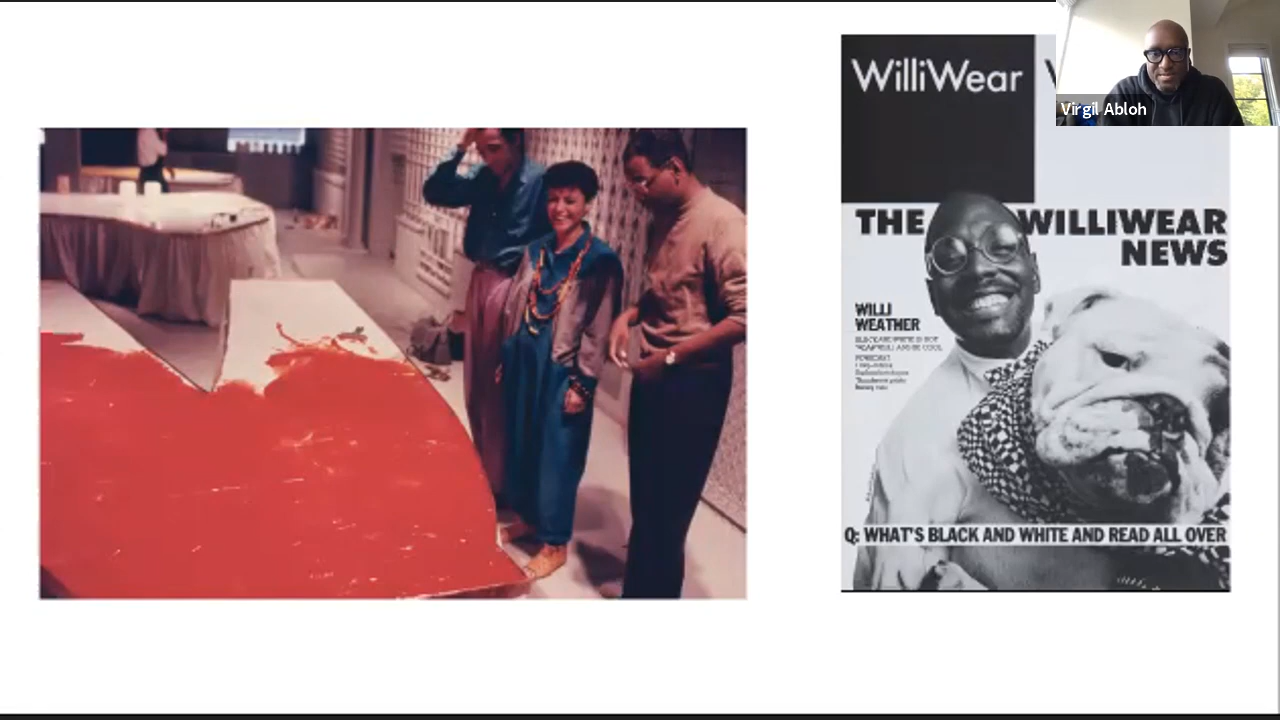 WilliWear
Virgil Abloh
THE WILLIWEAR
NEWS
WILLI
WEATHER
Q: WHAT'S BLACK AND WHITE AND READ ALL OVER